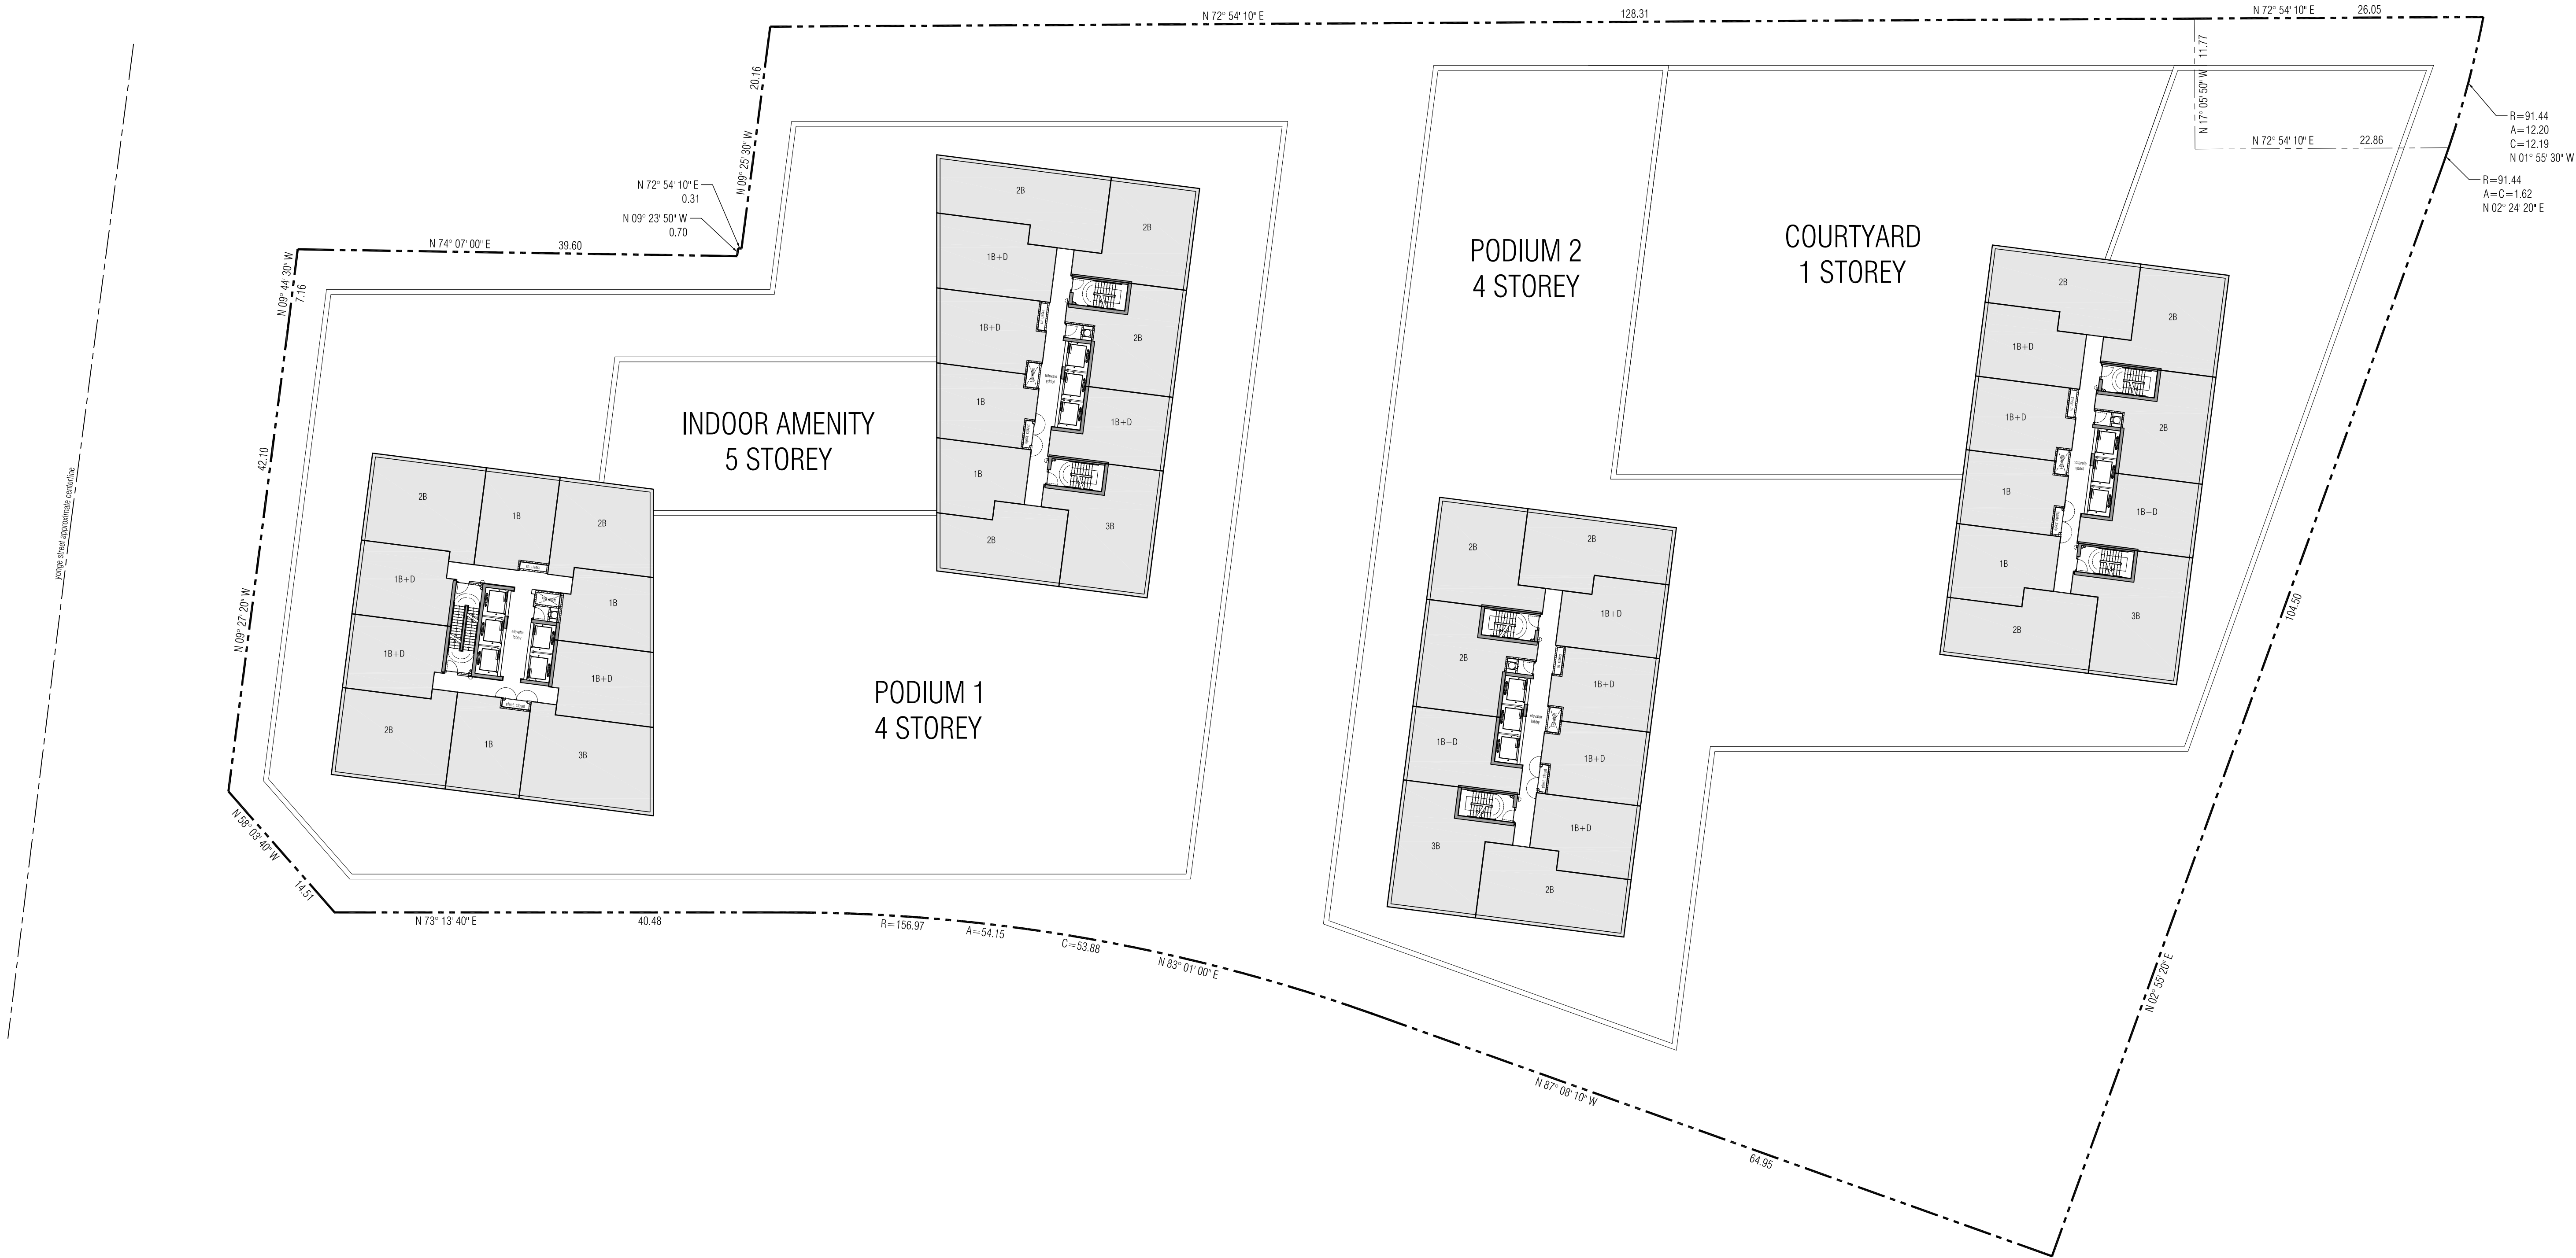 N 72° 54' 10" E
128.31
N 72° 54' 10" E
26.05
N 17° 05' 50" W
11.77
N 72° 54' 10" E
22.86
R=91.44
A=12.20
C=12.19
N 01° 55' 30" W
R=91.44
A=C=1.62
N 02° 24' 20" E
20.16
N 09° 25' 30" W
N 72° 54' 10" E
0.31
N 09° 23' 50" W
0.70
N 74° 07' 00" E
39.60
N 09° 44' 30" W
7.16
42.10
N 09° 27' 20" W
yonge street approximate centerline
N 58° 03' 40" W
14.51
N 73° 13' 40" E
40.48
R=156.97
A=54.15
C=53.88
N 83° 01' 00" E
N 87° 08' 10" W
64.95
N 02° 55' 20" E
104.50
INDOOR AMENITY
5 STOREY
PODIUM 1
4 STOREY
PODIUM 2
4 STOREY
COURTYARD
1 STOREY
2B
1B
2B
1B+D
1B
1B+D
elevator
lobby
1B+D
2B
1B
3B
2B
2B
1B+D
1B+D
2B
elevator
lobby
1B
1B+D
1B
3B
2B
2B
2B
1B+D
2B
1B+D
elevator
lobby
1B+D
1B+D
1B+D
3B
2B
2B
2B
1B+D
1B+D
2B
elevator
lobby
1B
1B+D
1B
3B
2B